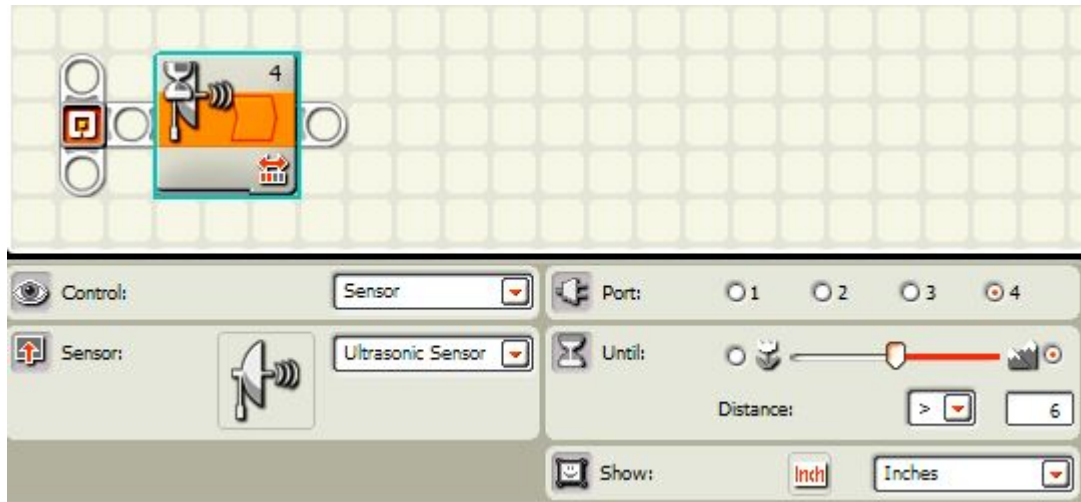 4
Control: Sensor
Port: 1 2 3 4
Sensor: Ultrasonic Sensor
Until:
Distance: > 6
Show: Inch Inches